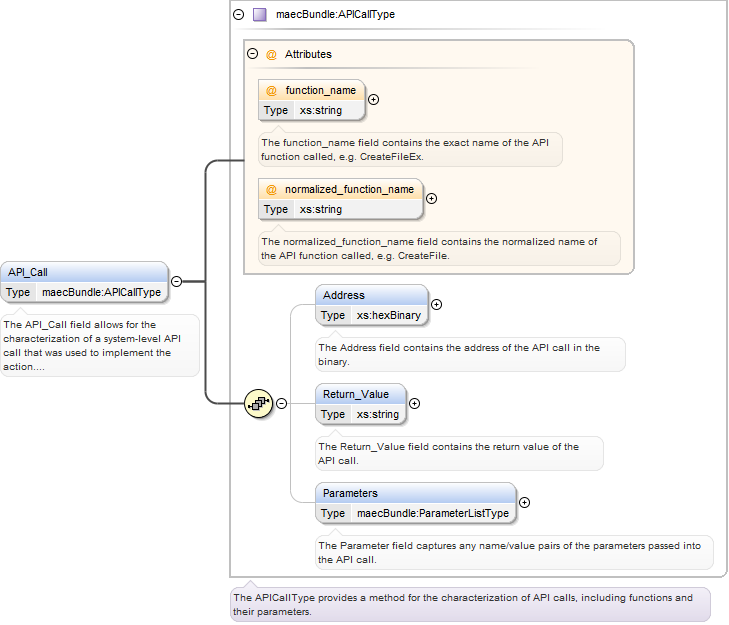 maecBundle:APICallType
@ Attributes
@ function_name
Type xs:string
The function_name field contains the exact name of the API
function called, e.g. CreateFileEx.
@ normalized_function_name
Type xs:string
The normalized_function_name field contains the normalized name of
the API function called, e.g. CreateFile.
API_Call
Type maecBundle:APICallType
The API_Call field allows for the
characterization of a system-level API
call that was used to implement the
action....
Address
Type xs:hexBinary
The Address field contains the address of the API call in the
binary.
Return_Value
Type xs:string
The Return_Value field contains the return value of the
API call.
Parameters
Type maecBundle:ParameterListType
The Parameter field captures any name/value pairs of the parameters passed into
the API call.
The APICallType provides a method for the characterization of API calls, including functions and
their parameters.